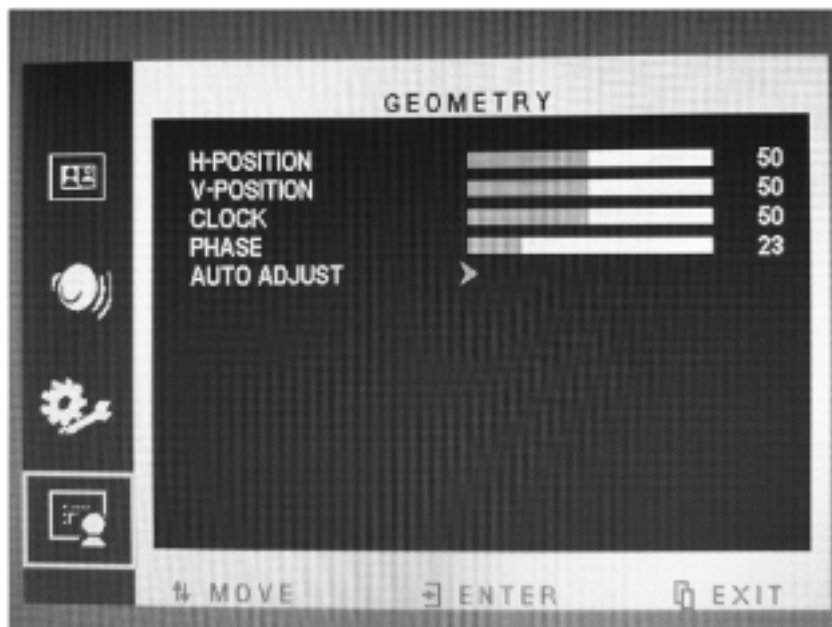 GEOMETRY
H-POSITION 50
V-POSITION 50
CLOCK 50
PHASE 23
AUTO ADJUST
MOVE ENTER EXIT